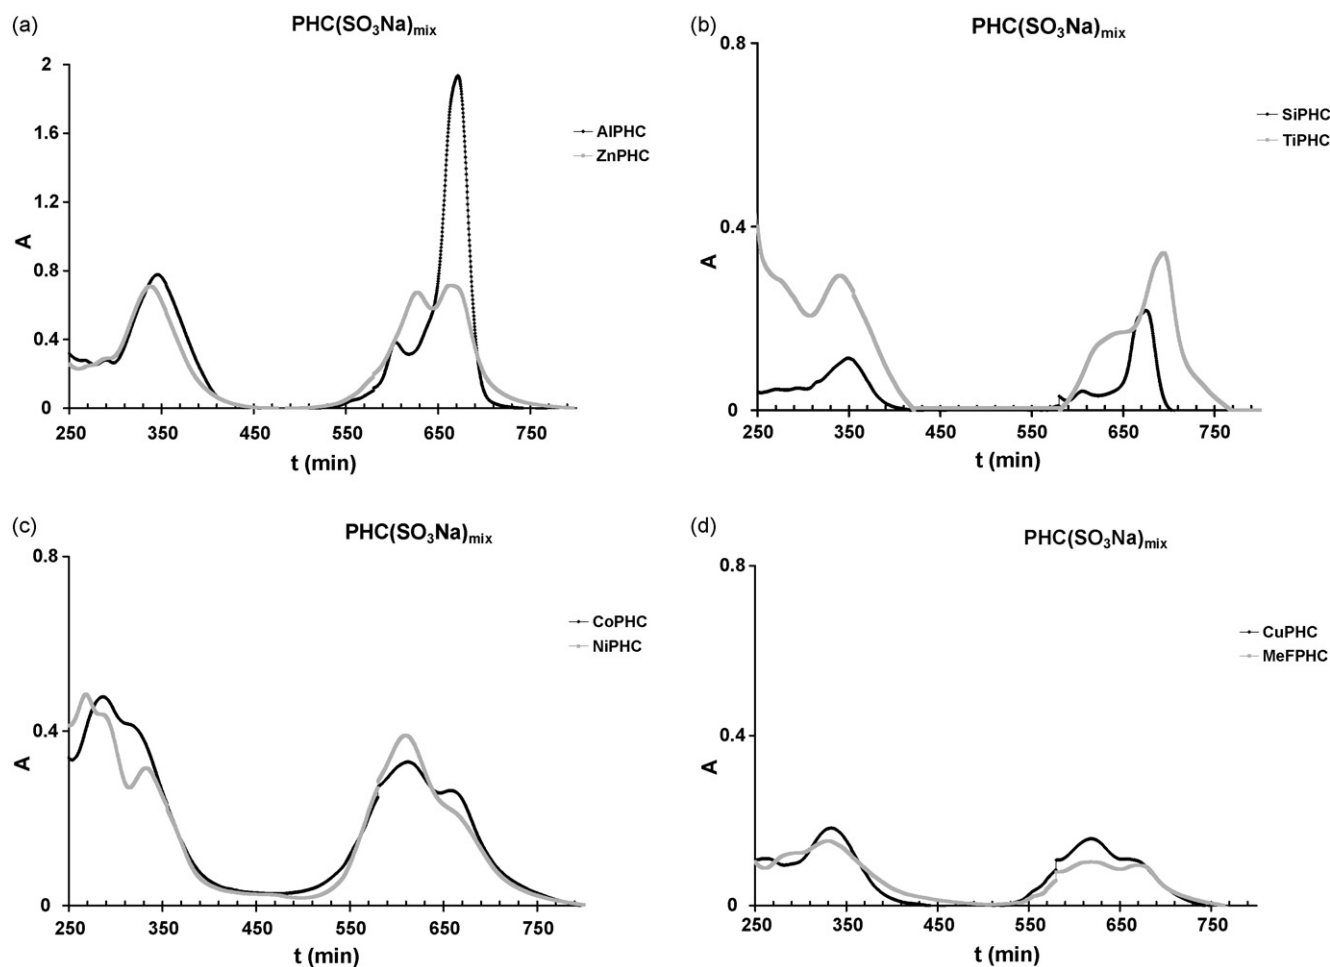 (a)
PHC(SO₃Na)mix
2
1.6
1.2
0.8
0.4
0
A
250 350 450 550 650 750
t (min)
AlPHC
ZnPHC
(b)
PHC(SO₃Na)mix
0.8
0.4
0
A
250 350 450 550 650 750
t (min)
SiPHC
TiPHC
(c)
PHC(SO₃Na)mix
0.8
0.4
0
A
250 350 450 550 650 750
t (min)
CoPHC
NiPHC
(d)
PHC(SO₃Na)mix
0.8
0.4
0
A
250 350 450 550 650 750
t (min)
CuPHC
MeFPHC